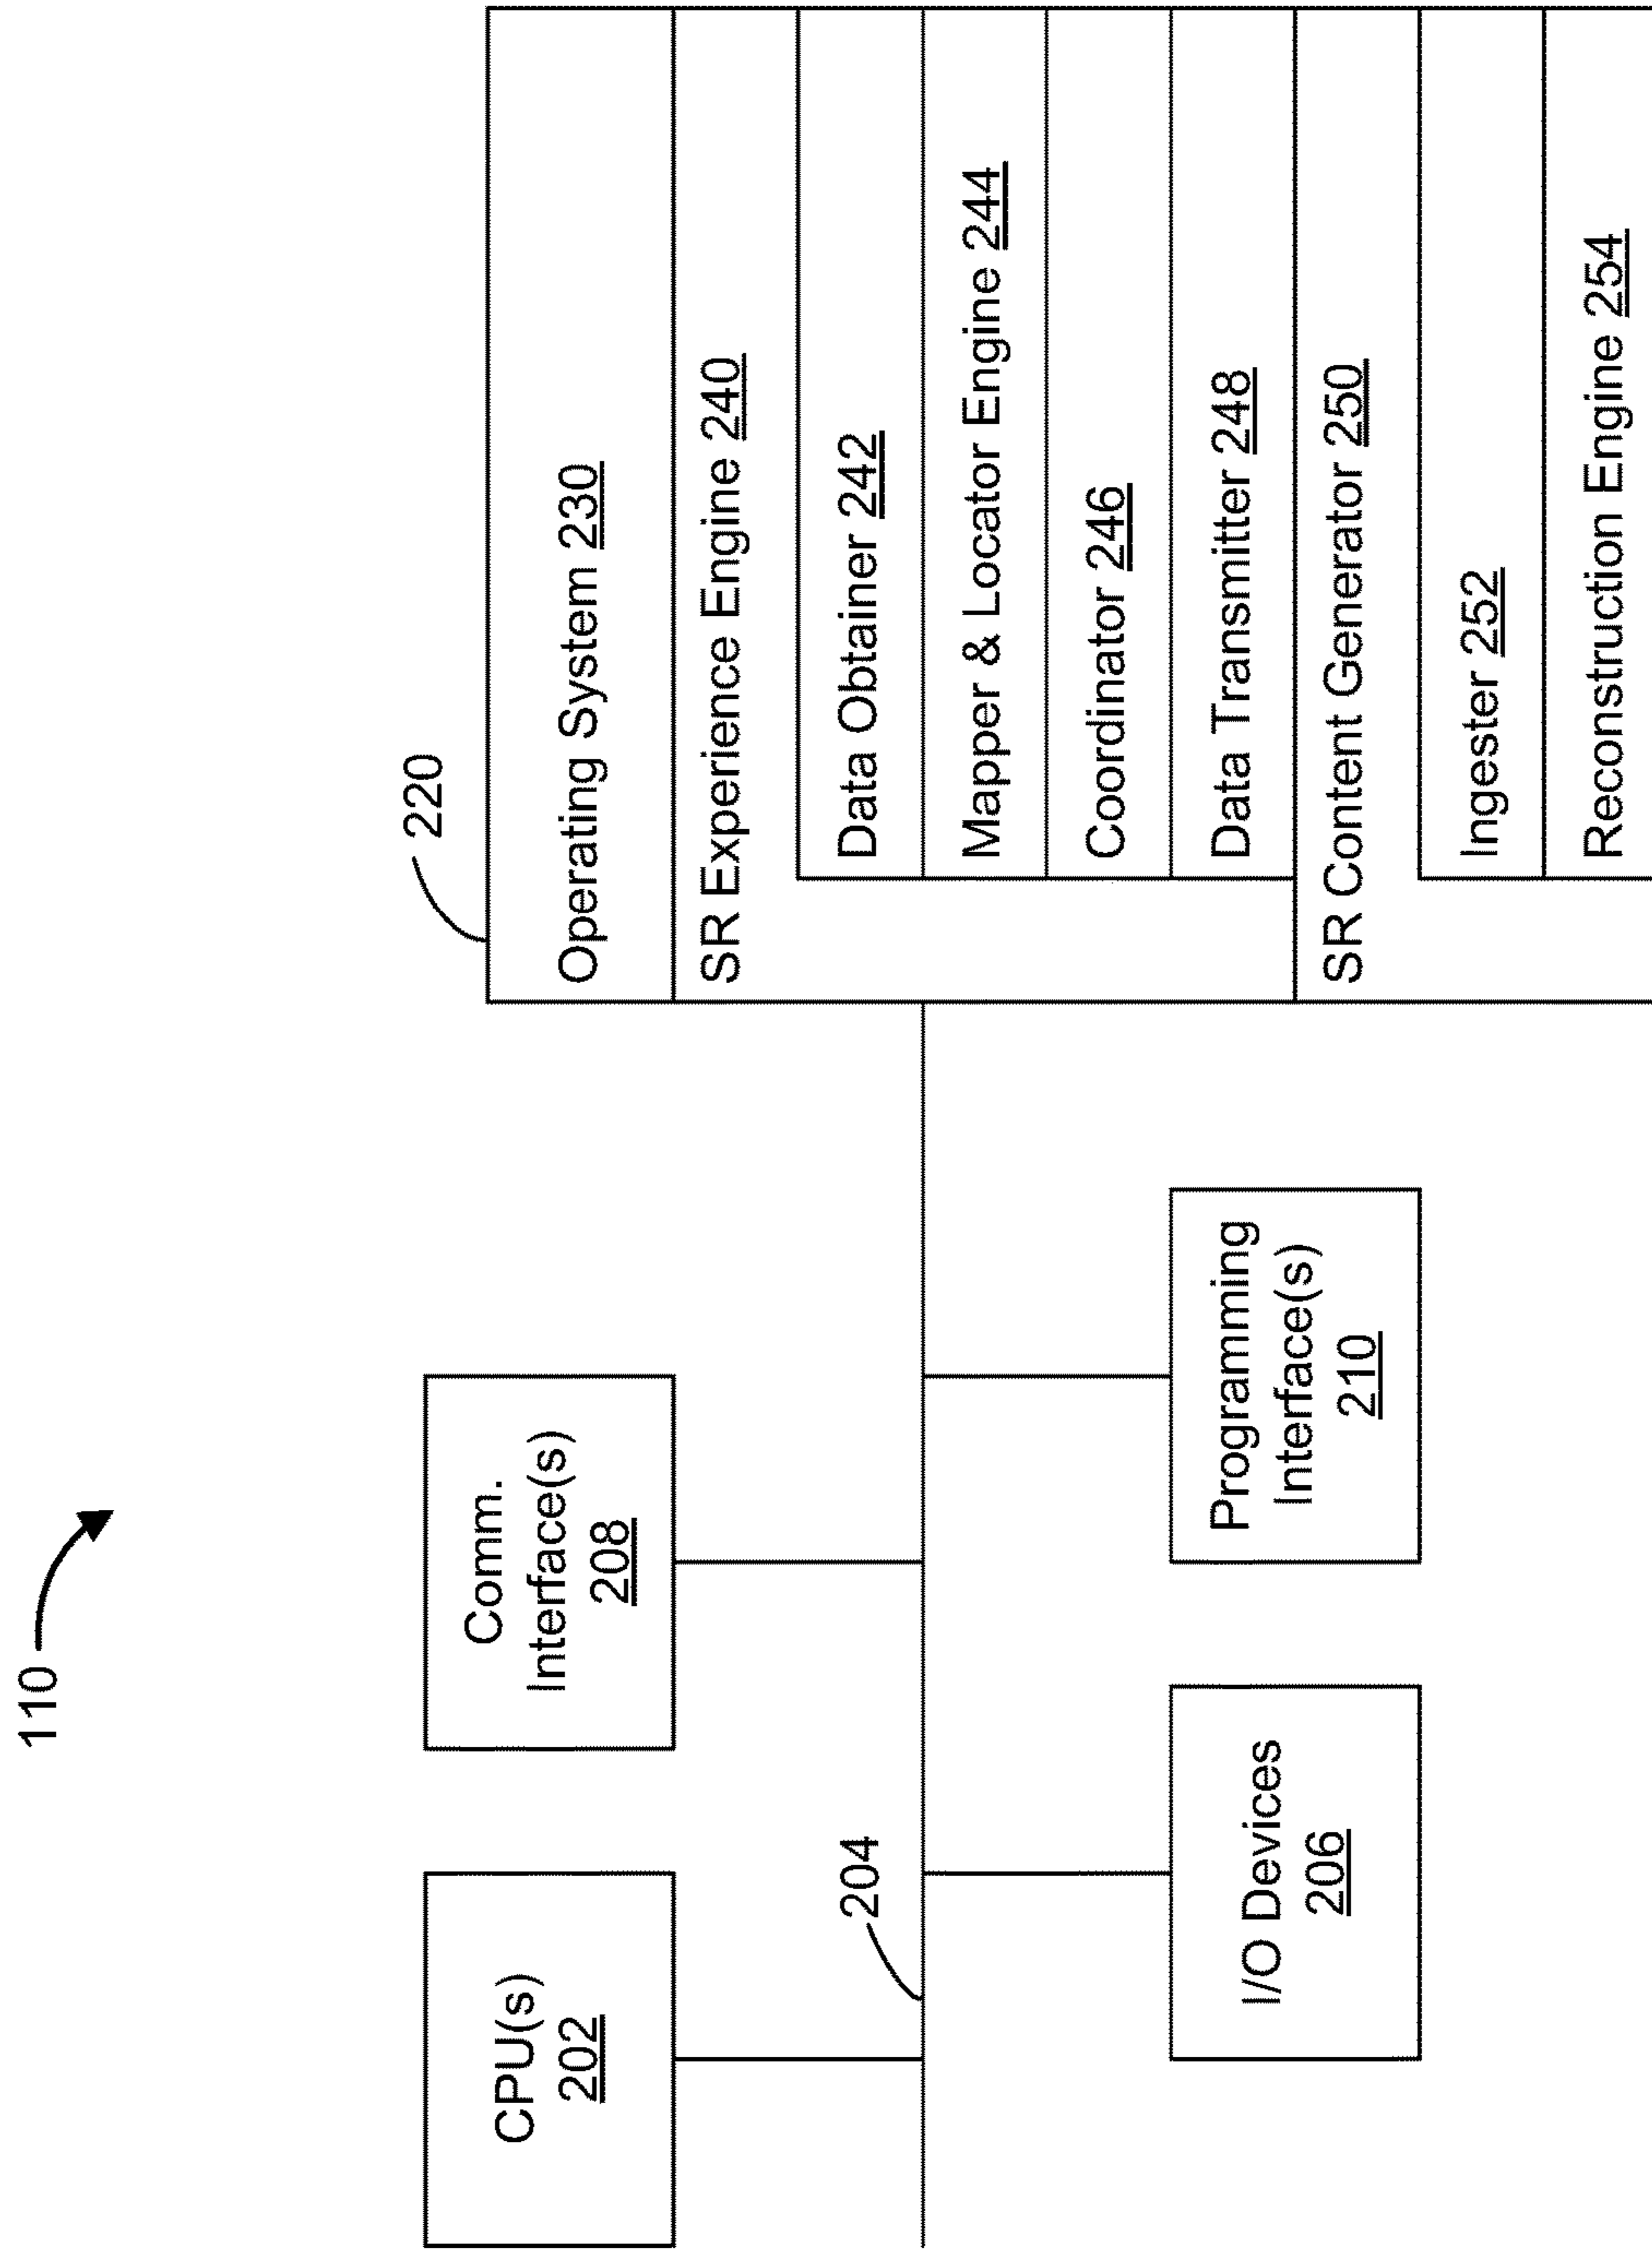 110
CPU(s)
202
Comm.
Interface(s)
208
204
I/O Devices
206
Programming
Interface(s)
210
220
Operating System 230
SR Experience Engine 240
Data Obtainer 242
Mapper & Locator Engine 244
Coordinator 246
Data Transmitter 248
SR Content Generator 250
Ingester 252
Reconstruction Engine 254